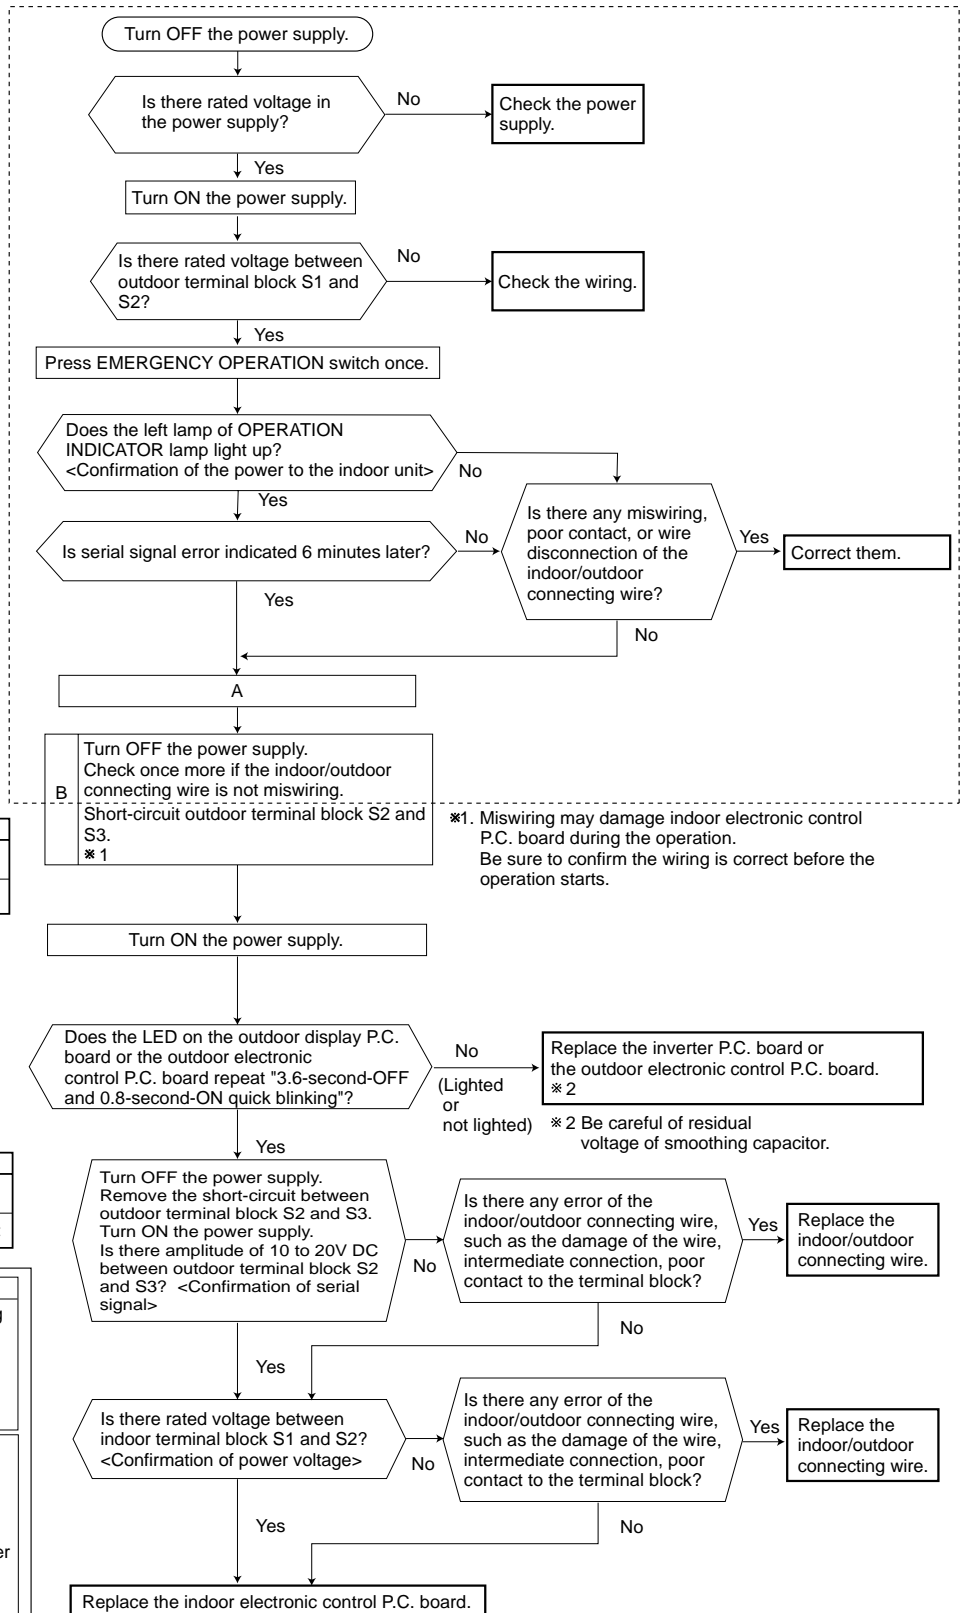 Turn OFF the power supply.
Is there rated voltage in
the power supply?
No
Check the power
supply.
Yes
Turn ON the power supply.
Is there rated voltage between
outdoor terminal block S1 and
S2?
No
Check the wiring.
Yes
Press EMERGENCY OPERATION switch once.
Does the left lamp of OPERATION
INDICATOR lamp light up?
<Confirmation of the power to the indoor unit>
No
Yes
Is serial signal error indicated 6 minutes later?
No
Is there any miswiring,
poor contact, or wire
disconnection of the
indoor/outdoor
connecting wire?
Yes
Correct them.
Yes
No
A
B
Turn OFF the power supply.
Check once more if the indoor/outdoor
connecting wire is not miswiring.
Short-circuit outdoor terminal block S2 and
S3.
※ 1
※1. Miswiring may damage indoor electronic control
P.C. board during the operation.
Be sure to confirm the wiring is correct before the
operation starts.
Turn ON the power supply.
Does the LED on the outdoor display P.C.
board or the outdoor electronic
control P.C. board repeat "3.6-second-OFF
and 0.8-second-ON quick blinking"?
No
(Lighted
or
not lighted)
Replace the inverter P.C. board or
the outdoor electronic control P.C. board.
※ 2
※ 2 Be careful of residual
voltage of smoothing capacitor.
Yes
Turn OFF the power supply.
Remove the short-circuit between
outdoor terminal block S2 and S3.
Turn ON the power supply.
Is there amplitude of 10 to 20V DC
between outdoor terminal block S2
and S3? <Confirmation of serial
signal>
No
Is there any error of the
indoor/outdoor connecting wire,
such as the damage of the wire,
intermediate connection, poor
contact to the terminal block?
Yes
Replace the
indoor/outdoor
connecting wire.
No
Yes
Is there rated voltage between
indoor terminal block S1 and S2?
<Confirmation of power voltage>
No
Is there any error of the
indoor/outdoor connecting wire,
such as the damage of the wire,
intermediate connection, poor
contact to the terminal block?
Yes
Replace the
indoor/outdoor
connecting wire.
Yes
No
er
Replace the indoor electronic control P.C. board.